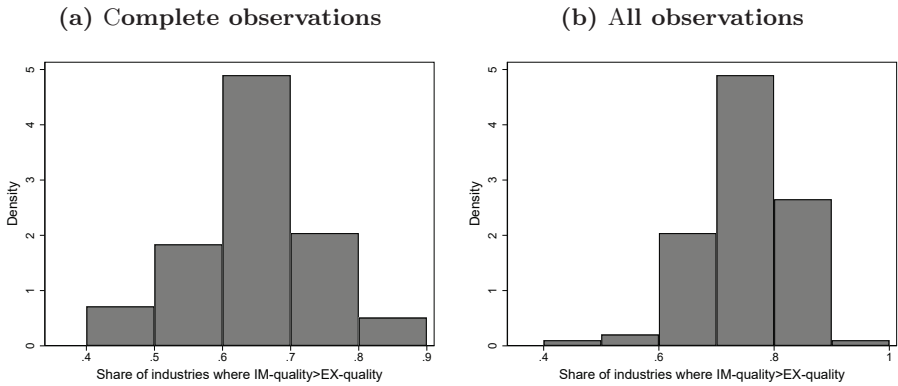 (a) Complete observations
5
4
3
2
1
0
Density
.4 .5 .6 .7 .8 .9
Share of industries where IM-quality>EX-quality
(b) All observations
5
4
3
2
1
0
Density
.4 .6 .8 1
Share of industries where IM-quality>EX-quality